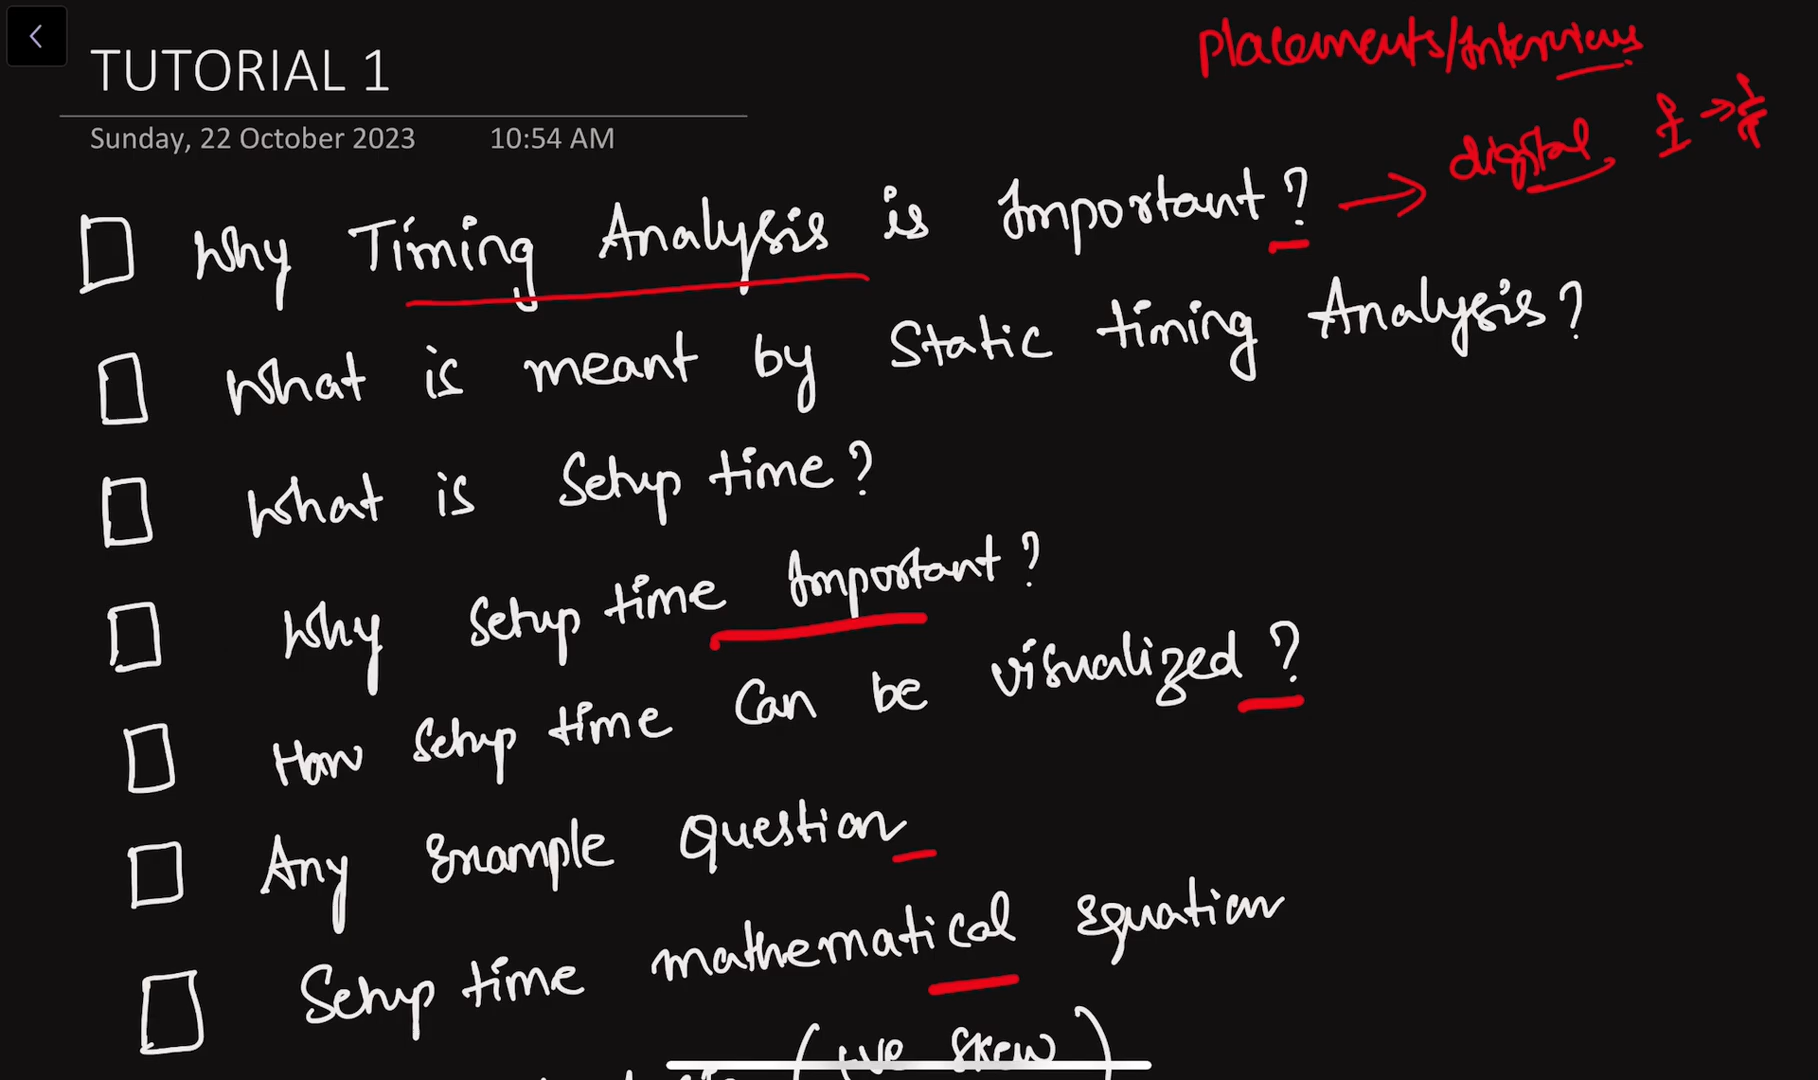 TUTORIAL 1
placements/Interviews
Sunday, 22 October 2023 10:54 AM
Why Timing Analysis is Important? → digital, f → 1/T
What is meant by Static timing Analysis?
What is Setup time?
Why Setup time Important?
How Setup time Can be visualized?
Any Example Question
Setup time mathematical Equation
(+ve skew)